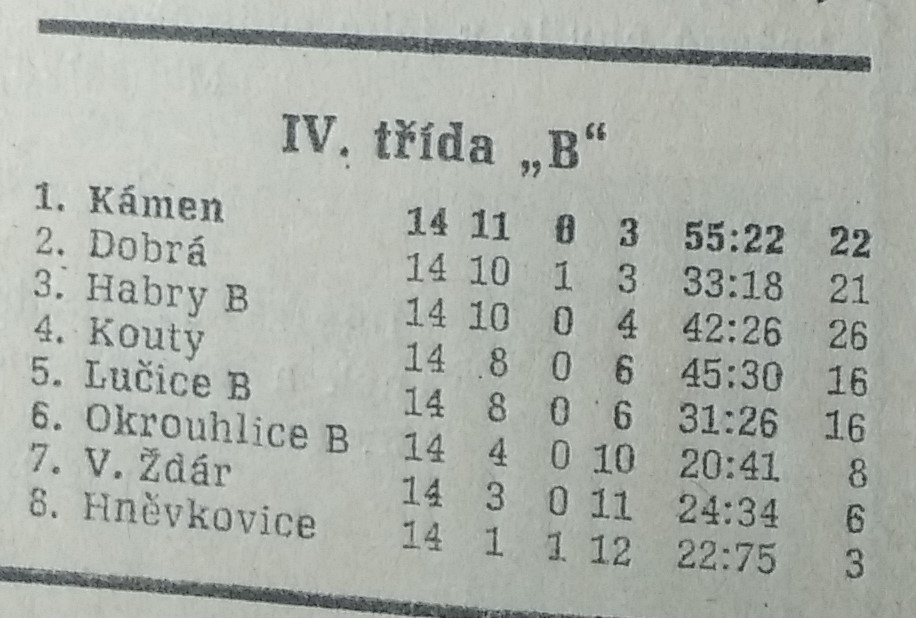 IV. třída „B“
1. Kámen 14 11 0 3 55:22 22
2. Dobrá 14 10 1 3 33:18 21
3. Habry B 14 10 0 4 42:26 26
4. Kouty 14 8 0 6 45:30 16
5. Lučice B 14 8 0 6 31:26 16
6. Okrouhlice B 14 4 0 10 20:41 8
7. V. Ždár 14 3 0 11 24:34 6
8. Hněvkovice 14 1 1 12 22:75 3